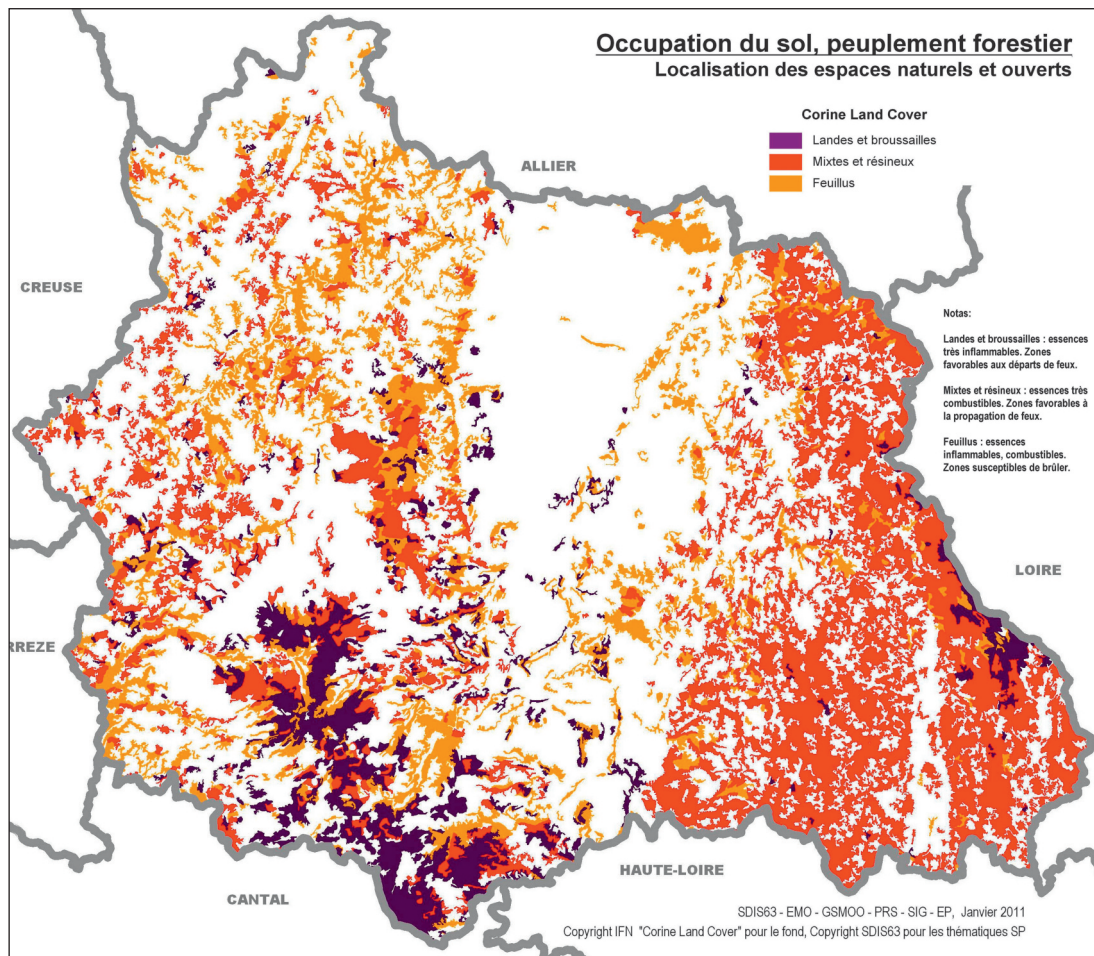 Occupation du sol, peuplement forestier
Localisation des espaces naturels et ouverts
Corine Land Cover
Landes et broussailles
Mixtes et résineux
Feuillus
ALLIER
CREUSE
Notas:
Landes et broussailles : essences
très inflammables. Zones
favorables aux départs de feux.
Mixtes et résineux : essences très
combustibles. Zones favorables à
la propagation de feux.
Feuillus : essences
inflammables, combustibles.
Zones susceptibles de brûler.
LOIRE
RREZE
HAUTE-LOIRE
CANTAL
SDIS63 - EMO - GSMOO - PRS - SIG - EP, Janvier 2011
Copyright IFN "Corine Land Cover" pour le fond, Copyright SDIS63 pour les thématiques SP